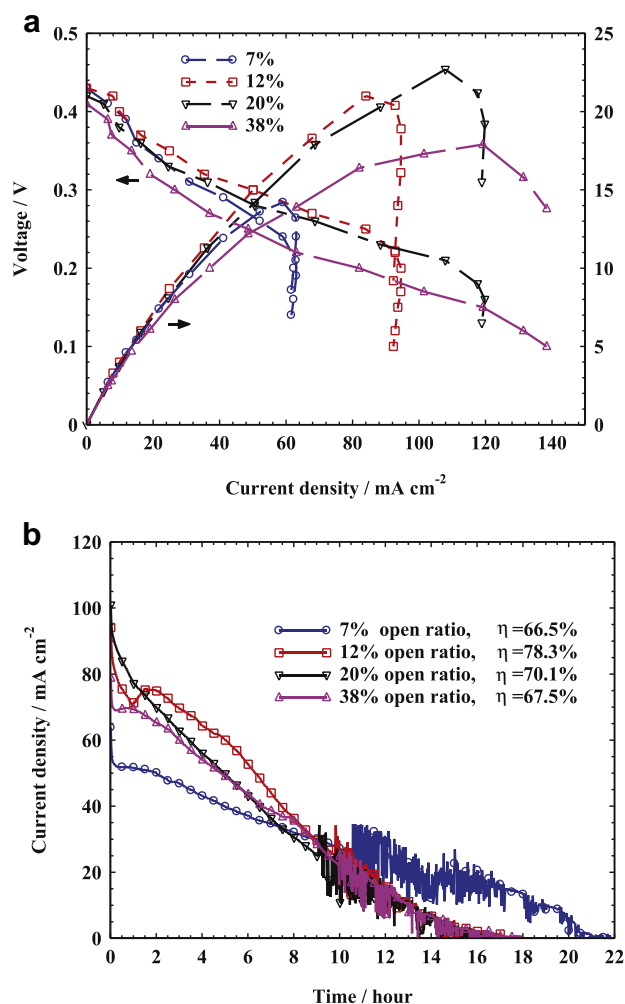 a
0.5
0.4
0.3
0.2
0.1
0
25
20
15
10
5
0
7%
12%
20%
38%
Voltage / V
0 20 40 60 80 100 120 140 160
Current density / mA cm-2
b
120
100
80
60
40
20
0
7% open ratio, η=66.5%
12% open ratio, η=78.3%
20% open ratio, η=70.1%
38% open ratio, η=67.5%
Current density / mA cm-2
0 2 4 6 8 10 12 14 16 18 20 22
Time / hour